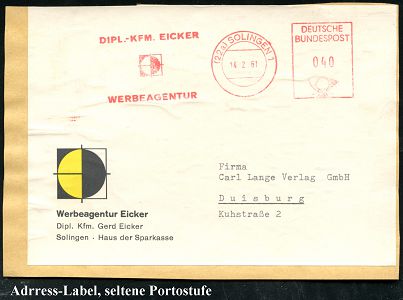 DIPL.-KFM. EICKER
WERBEAGENTUR
(22a) SOLINGEN 1
14.2.61
DEUTSCHE
BUNDESPOST
040
Firma
Carl Lange Verlag GmbH
Duisburg
Kuhstraße 2
Werbeagentur Eicker
Dipl. Kfm. Gerd Eicker
Solingen · Haus der Sparkasse
Adrress-Label, seltene Portostufe